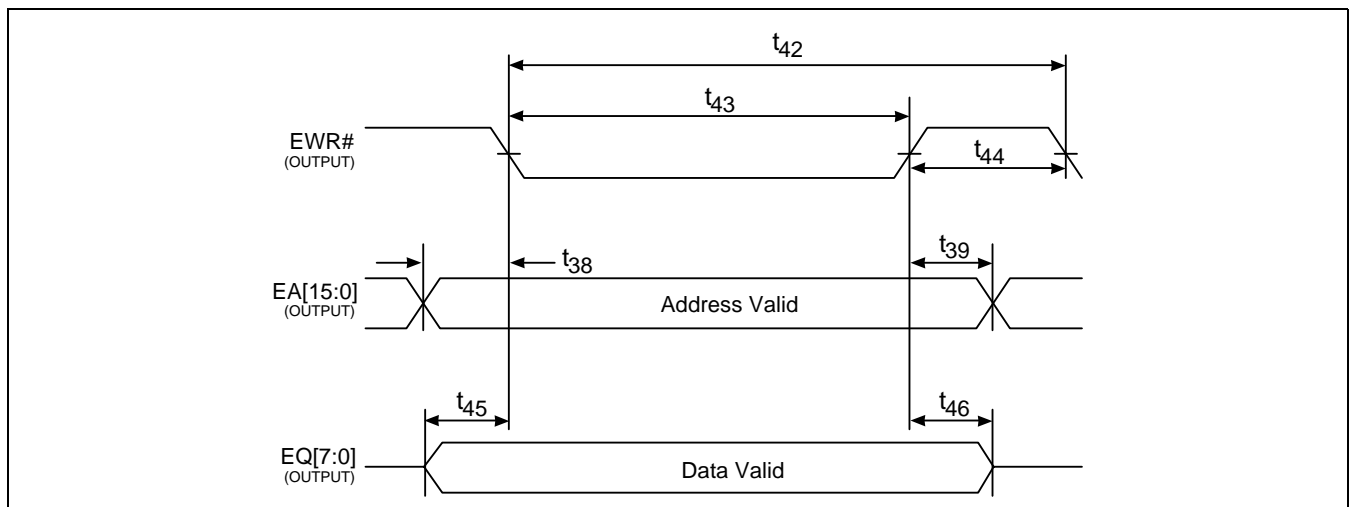 t42
t43
EWR#
(OUTPUT)
t44
t38
t39
EA[15:0]
(OUTPUT)
Address Valid
t45
t46
EQ[7:0]
(OUTPUT)
Data Valid